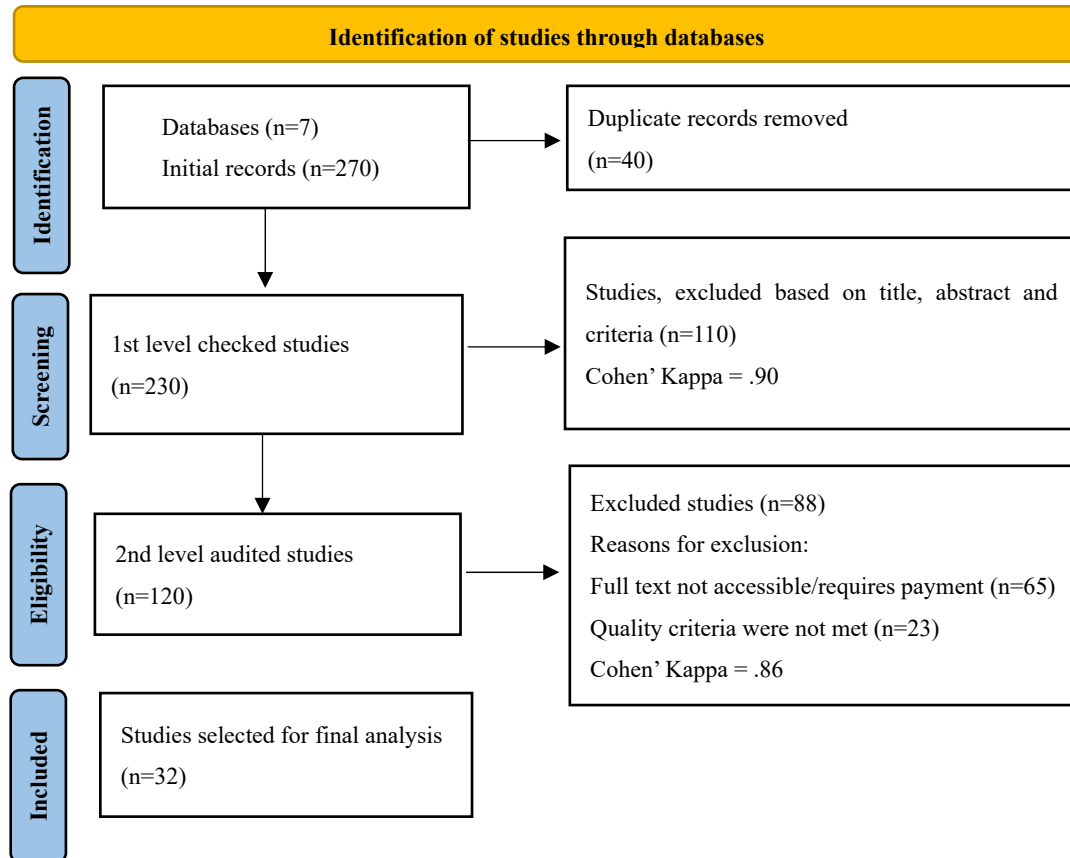 Identification of studies through databases
Identification
Databases (n=7)
Initial records (n=270)
Duplicate records removed
(n=40)
Screening
1st level checked studies
(n=230)
Studies, excluded based on title, abstract and
criteria (n=110)
Cohen’ Kappa = .90
Eligibility
2nd level audited studies
(n=120)
Excluded studies (n=88)
Reasons for exclusion:
Full text not accessible/requires payment (n=65)
Quality criteria were not met (n=23)
Cohen’ Kappa = .86
Included
Studies selected for final analysis
(n=32)